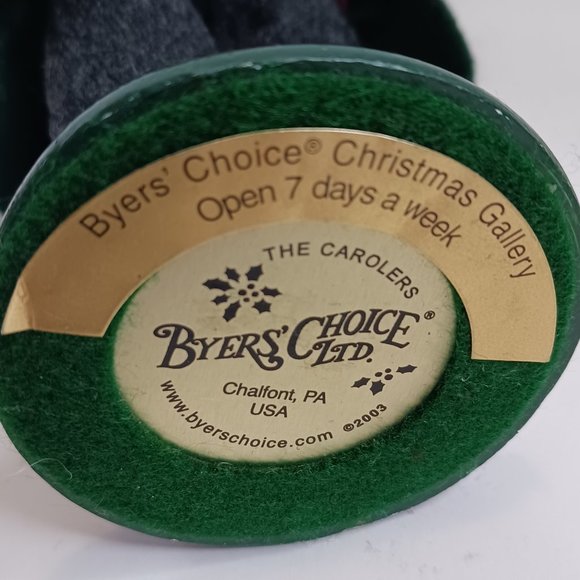 Byers' Choice® Christmas Gallery
Open 7 days a week
THE CAROLERS
BYERS' CHOICE®
LTD.
Chalfont, PA
USA
www.byerschoice.com ©2003